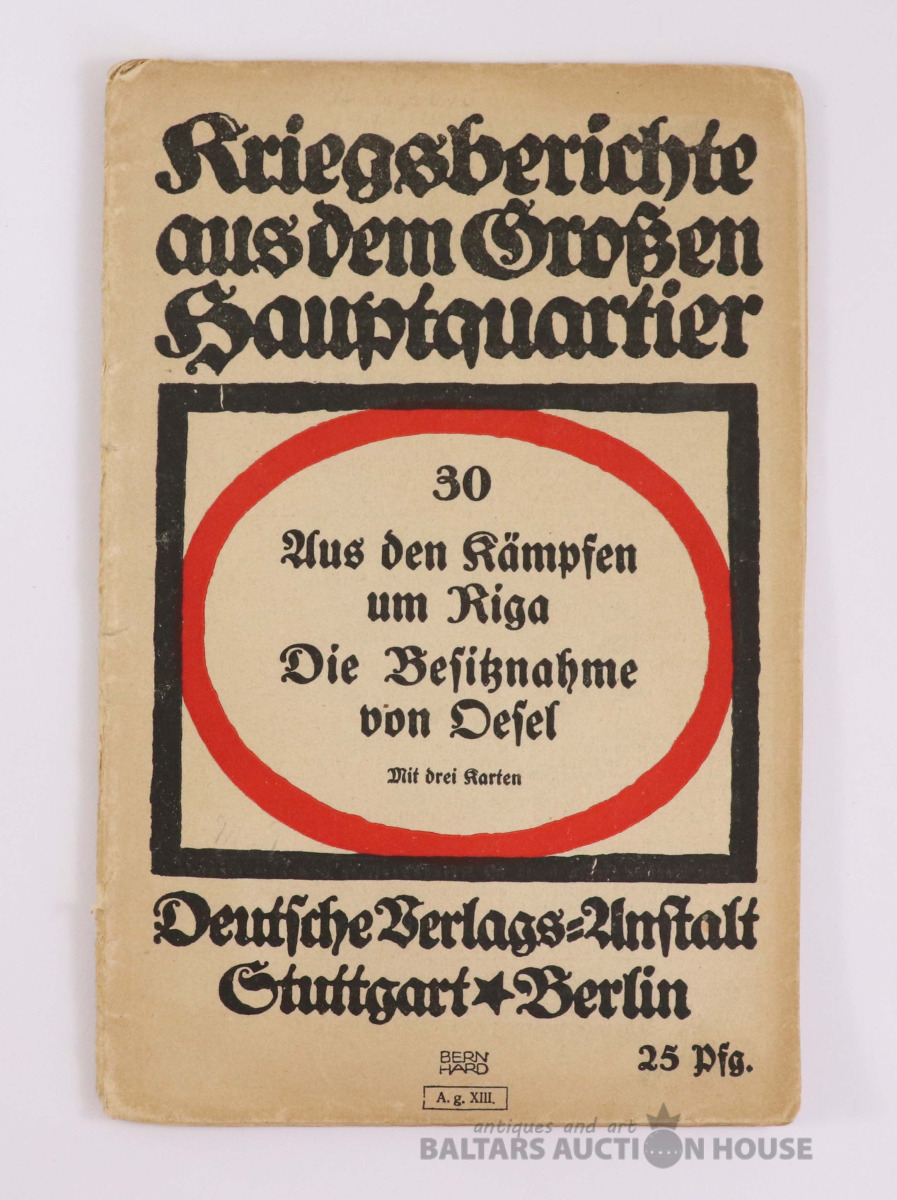 Kriegsberichte
aus dem Großen
Hauptquartier
30
Aus den Kämpfen
um Riga
Die Besitznahme
von Oesel
Mit drei Karten
Deutsche Verlags-Anstalt
Stuttgart ★ Berlin
25 Pfg.
BERN
HARD
A. g. XIII.
antiques and art
BALTARS AUCTION HOUSE